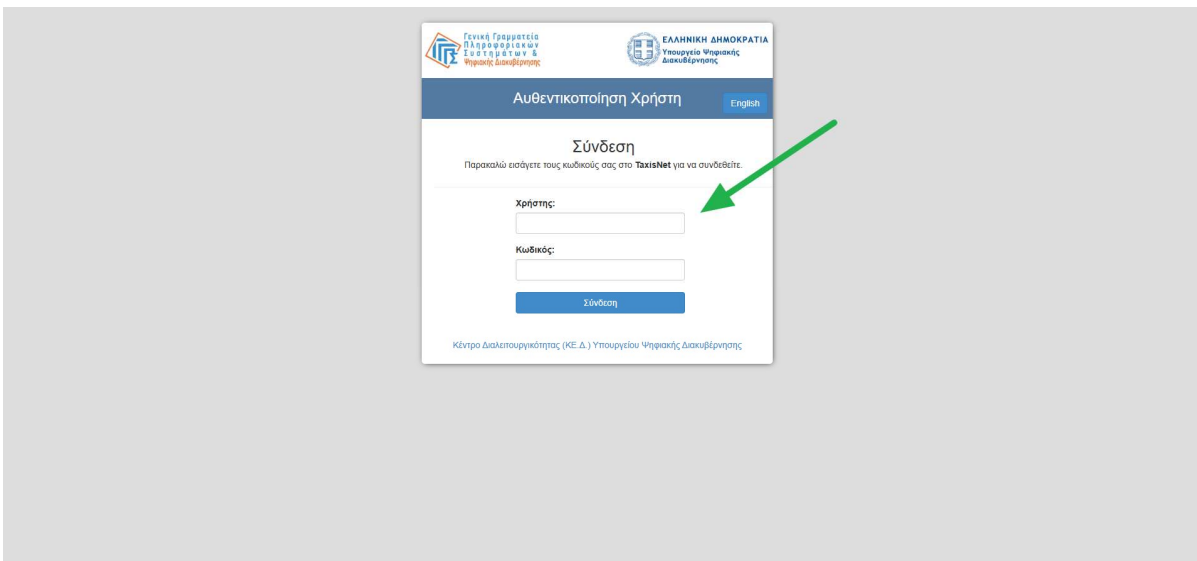 Γενική Γραμματεία
Πληροφοριακών
Συστημάτων &
Ψηφιακής Διακυβέρνησης
ΕΛΛΗΝΙΚΗ ΔΗΜΟΚΡΑΤΙΑ
Υπουργείο Ψηφιακής
Διακυβέρνησης
Αυθεντικοποίηση Χρήστη
English
Σύνδεση
Παρακαλώ εισάγετε τους κωδικούς σας στο TaxisNet για να συνδεθείτε.
Χρήστης:
Κωδικός:
Σύνδεση
Κέντρο Διαλειτουργικότητας (ΚΕ.Δ.) Υπουργείου Ψηφιακής Διακυβέρνησης